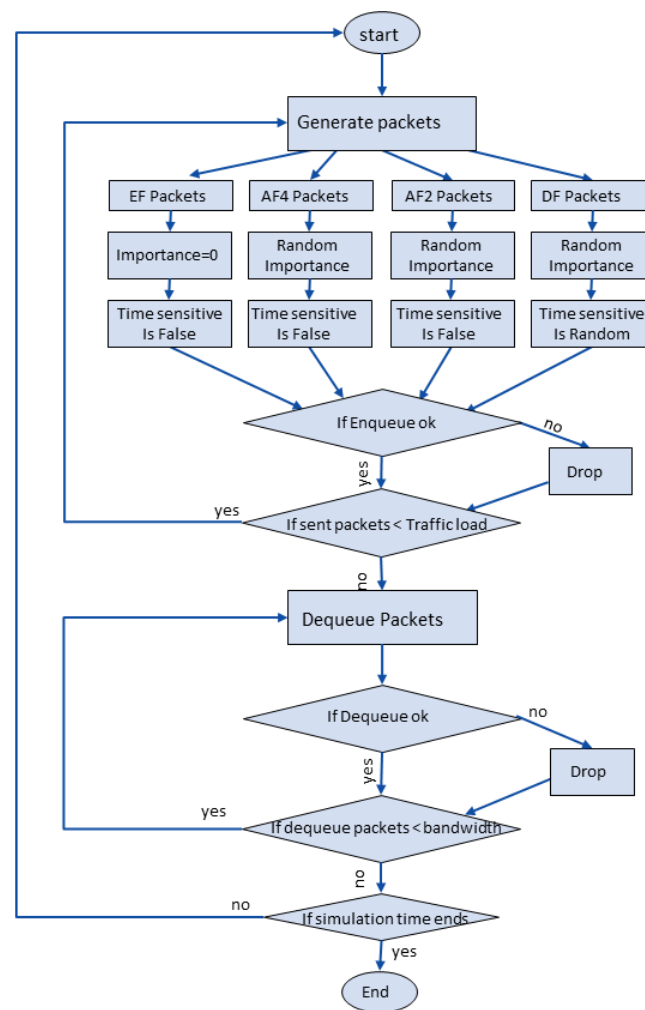 start
Generate packets
EF Packets
AF4 Packets
AF2 Packets
DF Packets
Importance=0
Random
Importance
Random
Importance
Random
Importance
Time sensitive
Is False
Time sensitive
Is False
Time sensitive
Is False
Time sensitive
Is Random
If Enqueue ok
no
yes
Drop
If sent packets < Traffic load
yes
no
Dequeue Packets
If Dequeue ok
no
yes
Drop
If dequeue packets < bandwidth
yes
no
If simulation time ends
no
yes
End